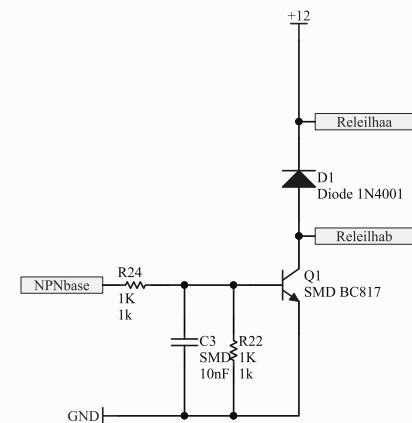 +12
Releilhaa
D1
Diode 1N4001
Releilhab
R24
NPNbase
1K
1k
Q1
SMD BC817
C3
SMD
10nF
R22
1K
1k
GND